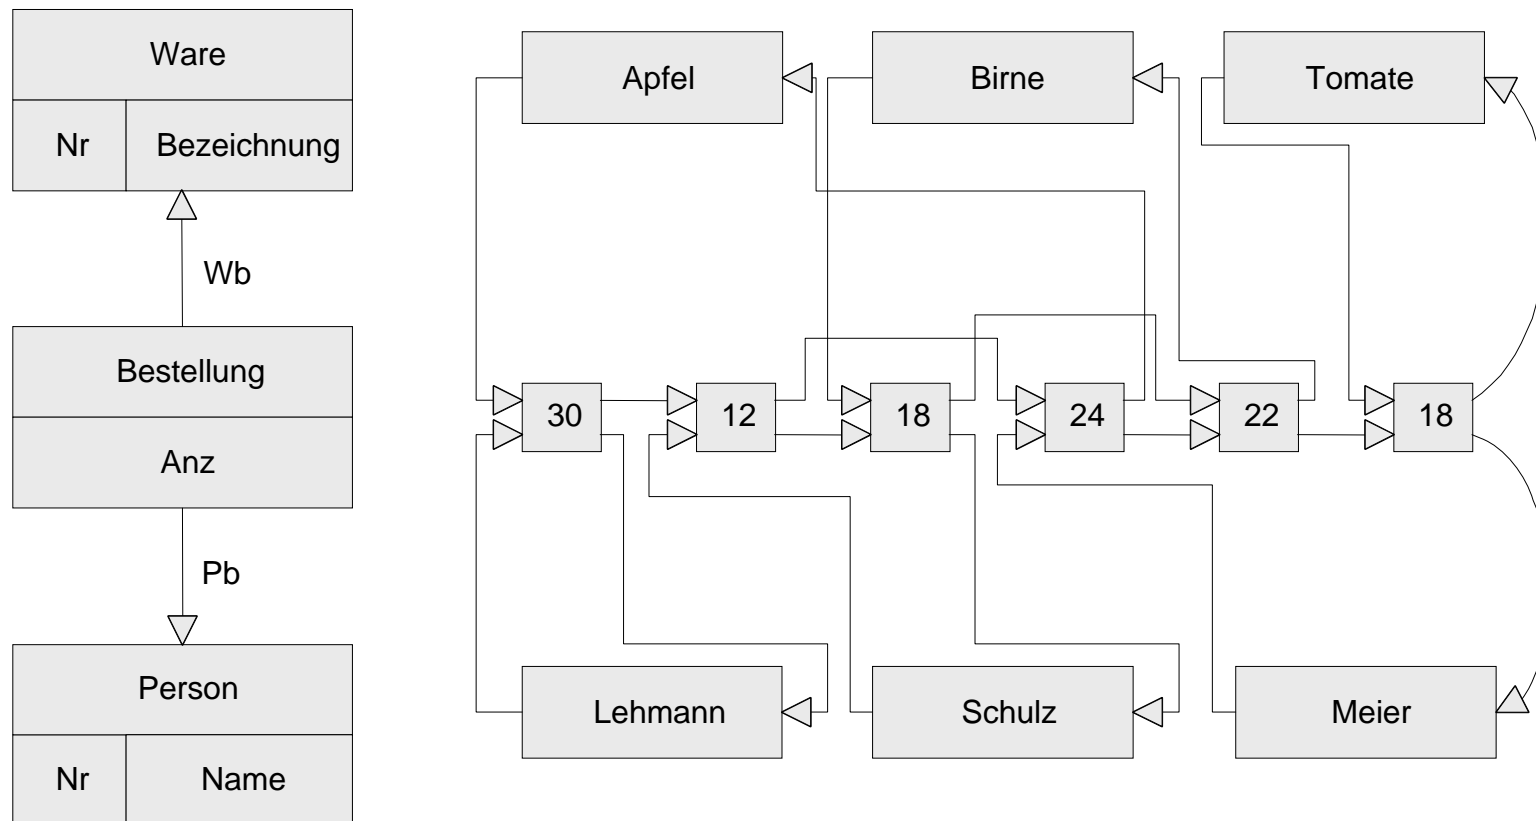 Ware
Nr Bezeichnung
Wb
Bestellung
Anz
Pb
Person
Nr Name
Apfel Birne Tomate
30 12 18 24 22 18
Lehmann Schulz Meier